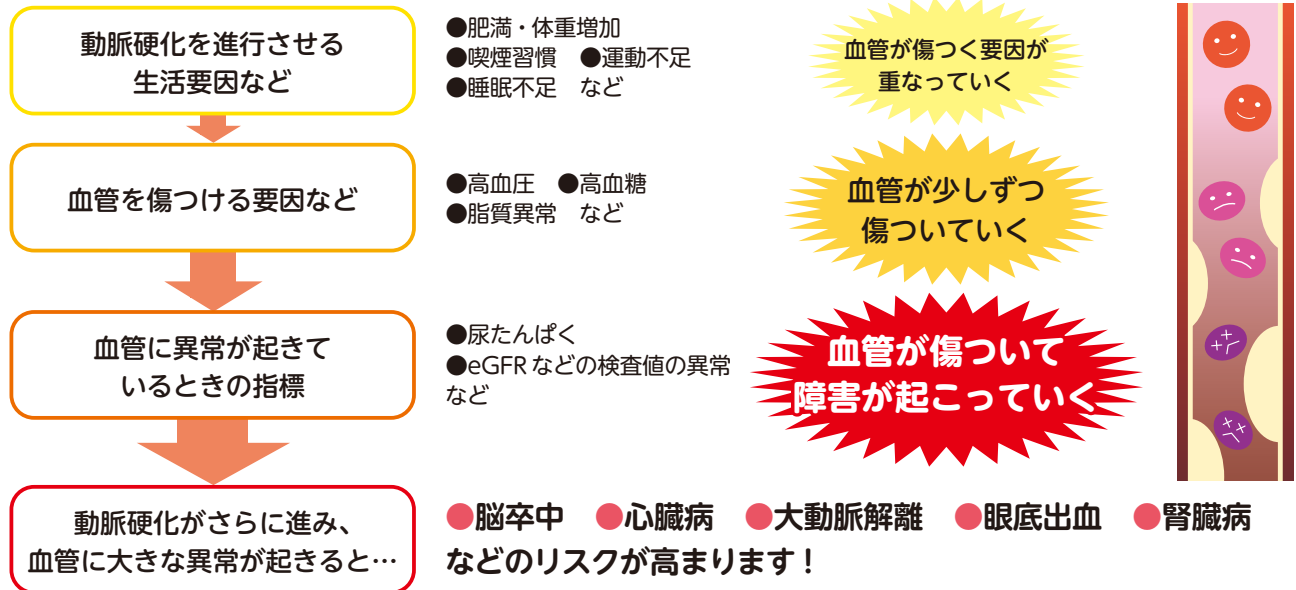 動脈硬化を進行させる
生活要因など
●肥満・体重増加
●喫煙習慣　●運動不足
●睡眠不足　など
血管が傷つく要因が
重なっていく
血管を傷つける要因など
●高血圧　●高血糖
●脂質異常　など
血管が少しずつ
傷ついていく
血管に異常が起きて
いるときの指標
●尿たんぱく
●eGFRなどの検査値の異常
など
血管が傷ついて
障害が起こっていく
動脈硬化がさらに進み、
血管に大きな異常が起きると…
●脳卒中　●心臓病　●大動脈解離　●眼底出血　●腎臓病
などのリスクが高まります！